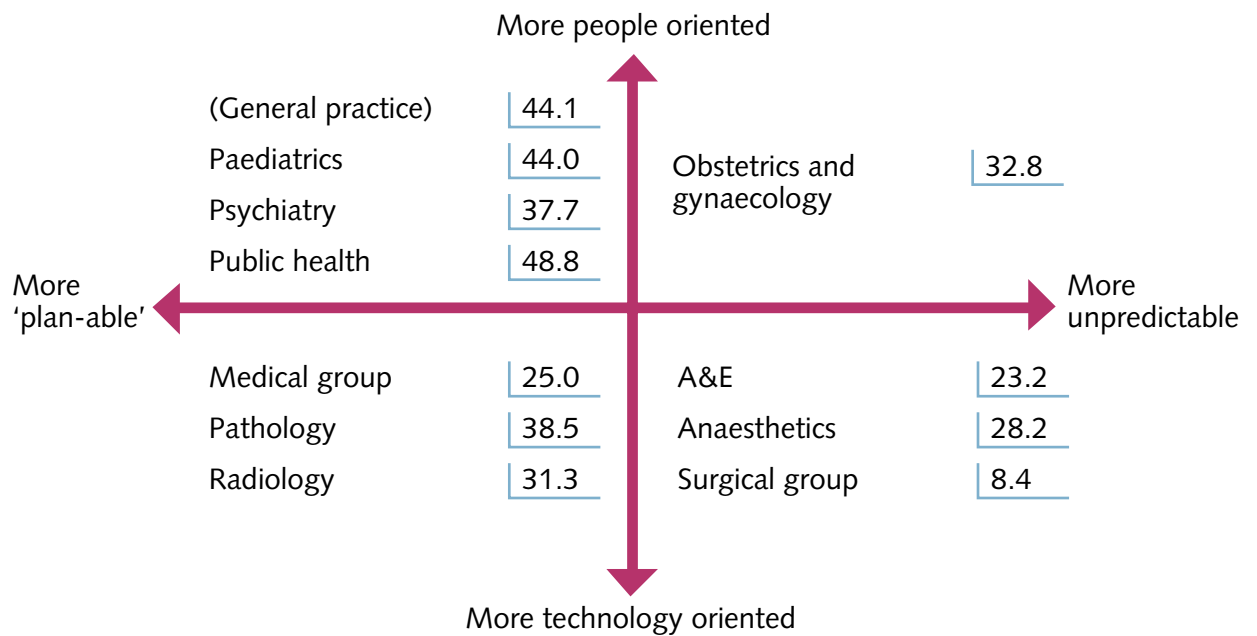 More people oriented
(General practice) 44.1
Paediatrics 44.0
Psychiatry 37.7
Public health 48.8
Obstetrics and
gynaecology
32.8
More
'plan-able'
More
unpredictable
Medical group 25.0
Pathology 38.5
Radiology 31.3
A&E 23.2
Anaesthetics 28.2
Surgical group 8.4
More technology oriented